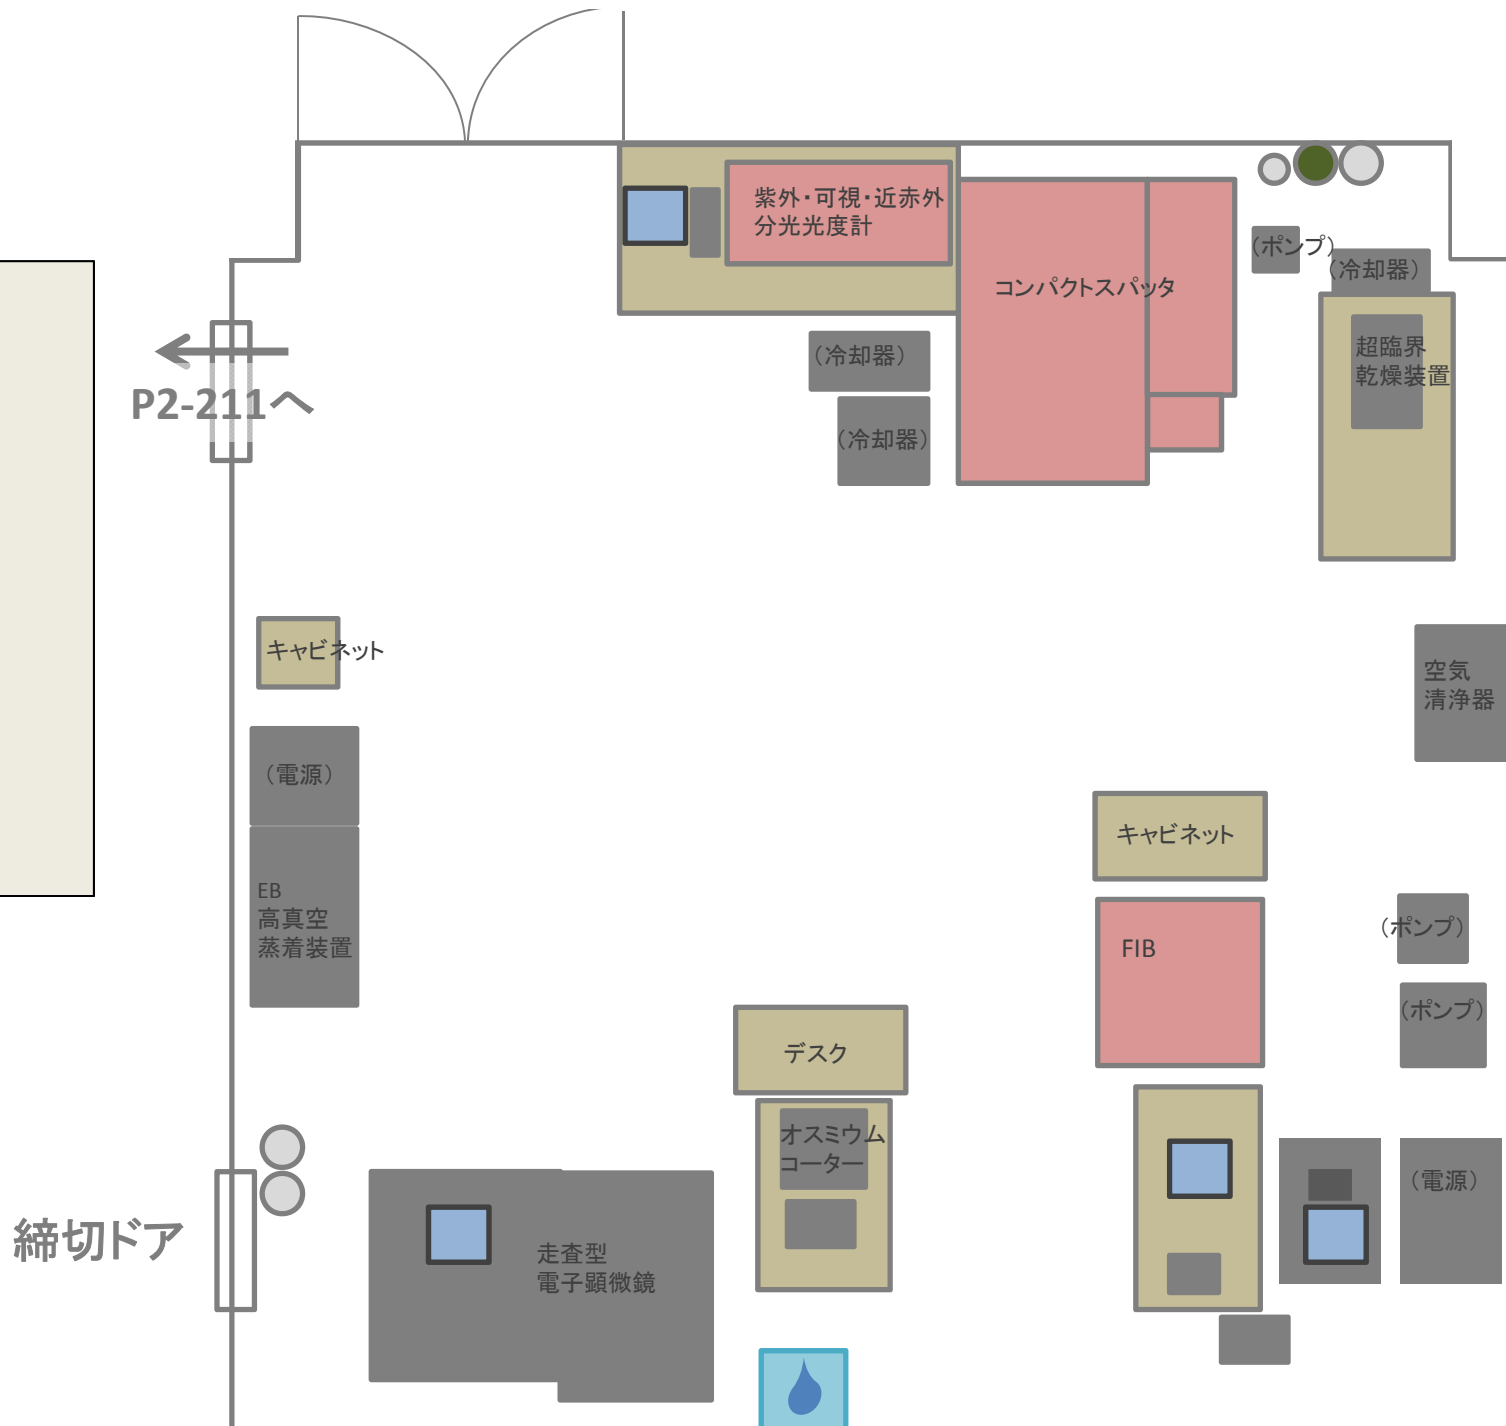 紫外・可視・近赤外
分光光度計
コンパクトスパッタ
（ポンプ）
（冷却器）
超臨界
乾燥装置
（冷却器）
（冷却器）
P2-211へ
キャビネット
空気
清浄器
（電源）
キャビネット
EB
高真空
蒸着装置
FIB
（ポンプ）
（ポンプ）
デスク
オスミウム
コーター
（電源）
締切ドア
走査型
電子顕微鏡